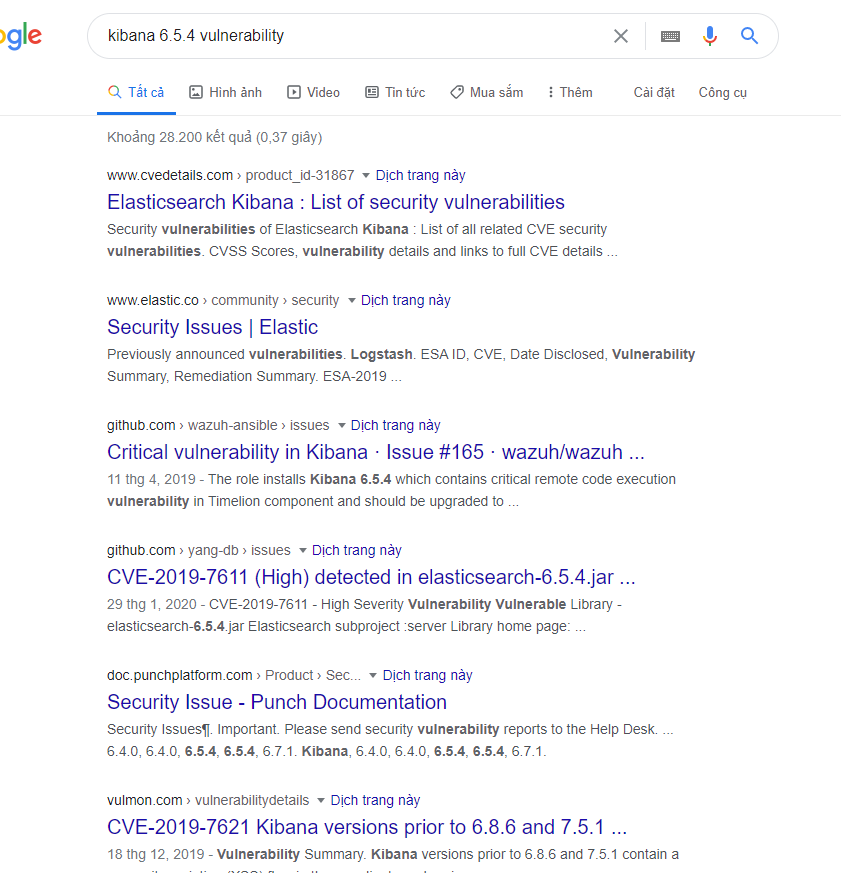 ogle
kibana 6.5.4 vulnerability
Tất cả Hình ảnh Video Tin tức Mua sắm Thêm Cài đặt Công cụ
Khoảng 28.200 kết quả (0,37 giây)
www.cvedetails.com › product_id-31867 Dịch trang này
Elasticsearch Kibana : List of security vulnerabilities
Security vulnerabilities of Elasticsearch Kibana : List of all related CVE security
vulnerabilities. CVSS Scores, vulnerability details and links to full CVE details ...
www.elastic.co › community › security Dịch trang này
Security Issues | Elastic
Previously announced vulnerabilities. Logstash. ESA ID, CVE, Date Disclosed, Vulnerability
Summary, Remediation Summary. ESA-2019 ...
github.com › wazuh-ansible › issues Dịch trang này
Critical vulnerability in Kibana · Issue #165 · wazuh/wazuh ...
11 thg 4, 2019 - The role installs Kibana 6.5.4 which contains critical remote code execution
vulnerability in Timelion component and should be upgraded to ...
github.com › yang-db › issues Dịch trang này
CVE-2019-7611 (High) detected in elasticsearch-6.5.4.jar ...
29 thg 1, 2020 - CVE-2019-7611 - High Severity Vulnerability Vulnerable Library -
elasticsearch-6.5.4.jar Elasticsearch subproject :server Library home page: ...
doc.punchplatform.com › Product › Sec... Dịch trang này
Security Issue - Punch Documentation
Security Issues¶. Important. Please send security vulnerability reports to the Help Desk. ...
6.4.0, 6.4.0, 6.5.4, 6.5.4, 6.7.1. Kibana, 6.4.0, 6.4.0, 6.5.4, 6.5.4, 6.7.1.
vulmon.com › vulnerabilitydetails Dịch trang này
CVE-2019-7621 Kibana versions prior to 6.8.6 and 7.5.1 ...
18 thg 12, 2019 - Vulnerability Summary. Kibana versions prior to 6.8.6 and 7.5.1 contain a